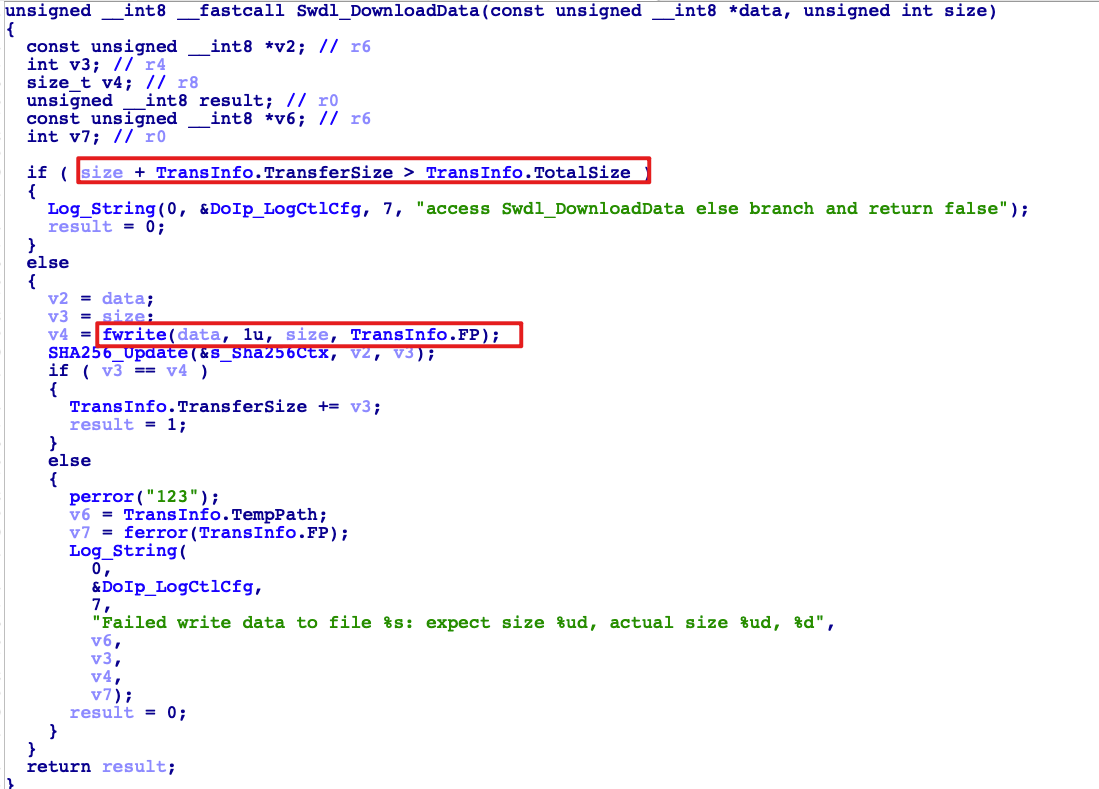 unsigned __int8 __fastcall Swdl_DownloadData(const unsigned __int8 *data, unsigned int size)
{
  const unsigned __int8 *v2; // r6
  int v3; // r4
  size_t v4; // r8
  unsigned __int8 result; // r0
  const unsigned __int8 *v6; // r6
  int v7; // r0

  if ( size + TransInfo.TransferSize > TransInfo.TotalSize )
  {
    Log_String(0, &DoIp_LogCtlCfg, 7, "access Swdl_DownloadData else branch and return false");
    result = 0;
  }
  else
  {
    v2 = data;
    v3 = size;
    v4 = fwrite(data, 1u, size, TransInfo.FP);
    SHA256_Update(&s_Sha256Ctx, v2, v3);
    if ( v3 == v4 )
    {
      TransInfo.TransferSize += v3;
      result = 1;
    }
    else
    {
      perror("123");
      v6 = TransInfo.TempPath;
      v7 = ferror(TransInfo.FP);
      Log_String(
        0,
        &DoIp_LogCtlCfg,
        7,
        "Failed write data to file %s: expect size %ud, actual size %ud, %d",
        v6,
        v3,
        v4,
        v7);
      result = 0;
    }
  }
  return result;
}